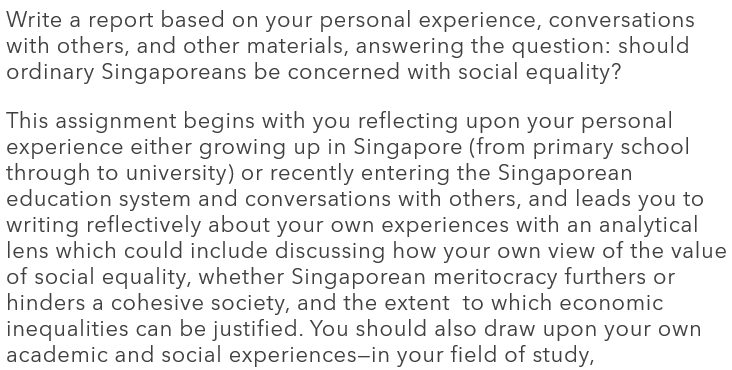 Write a report based on your personal experience, conversations
with others, and other materials, answering the question: should
ordinary Singaporeans be concerned with social equality?
This assignment begins with you reflecting upon your personal
experience either growing up in Singapore (from primary school
through to university) or recently entering the Singaporean
education system and conversations with others, and leads you to
writing reflectively about your own experiences with an analytical
lens which could include discussing how your own view of the value
of social equality, whether Singaporean meritocracy furthers or
hinders a cohesive society, and the extent  to which economic
inequalities can be justified. You should also draw upon your own
academic and social experiences—in your field of study,